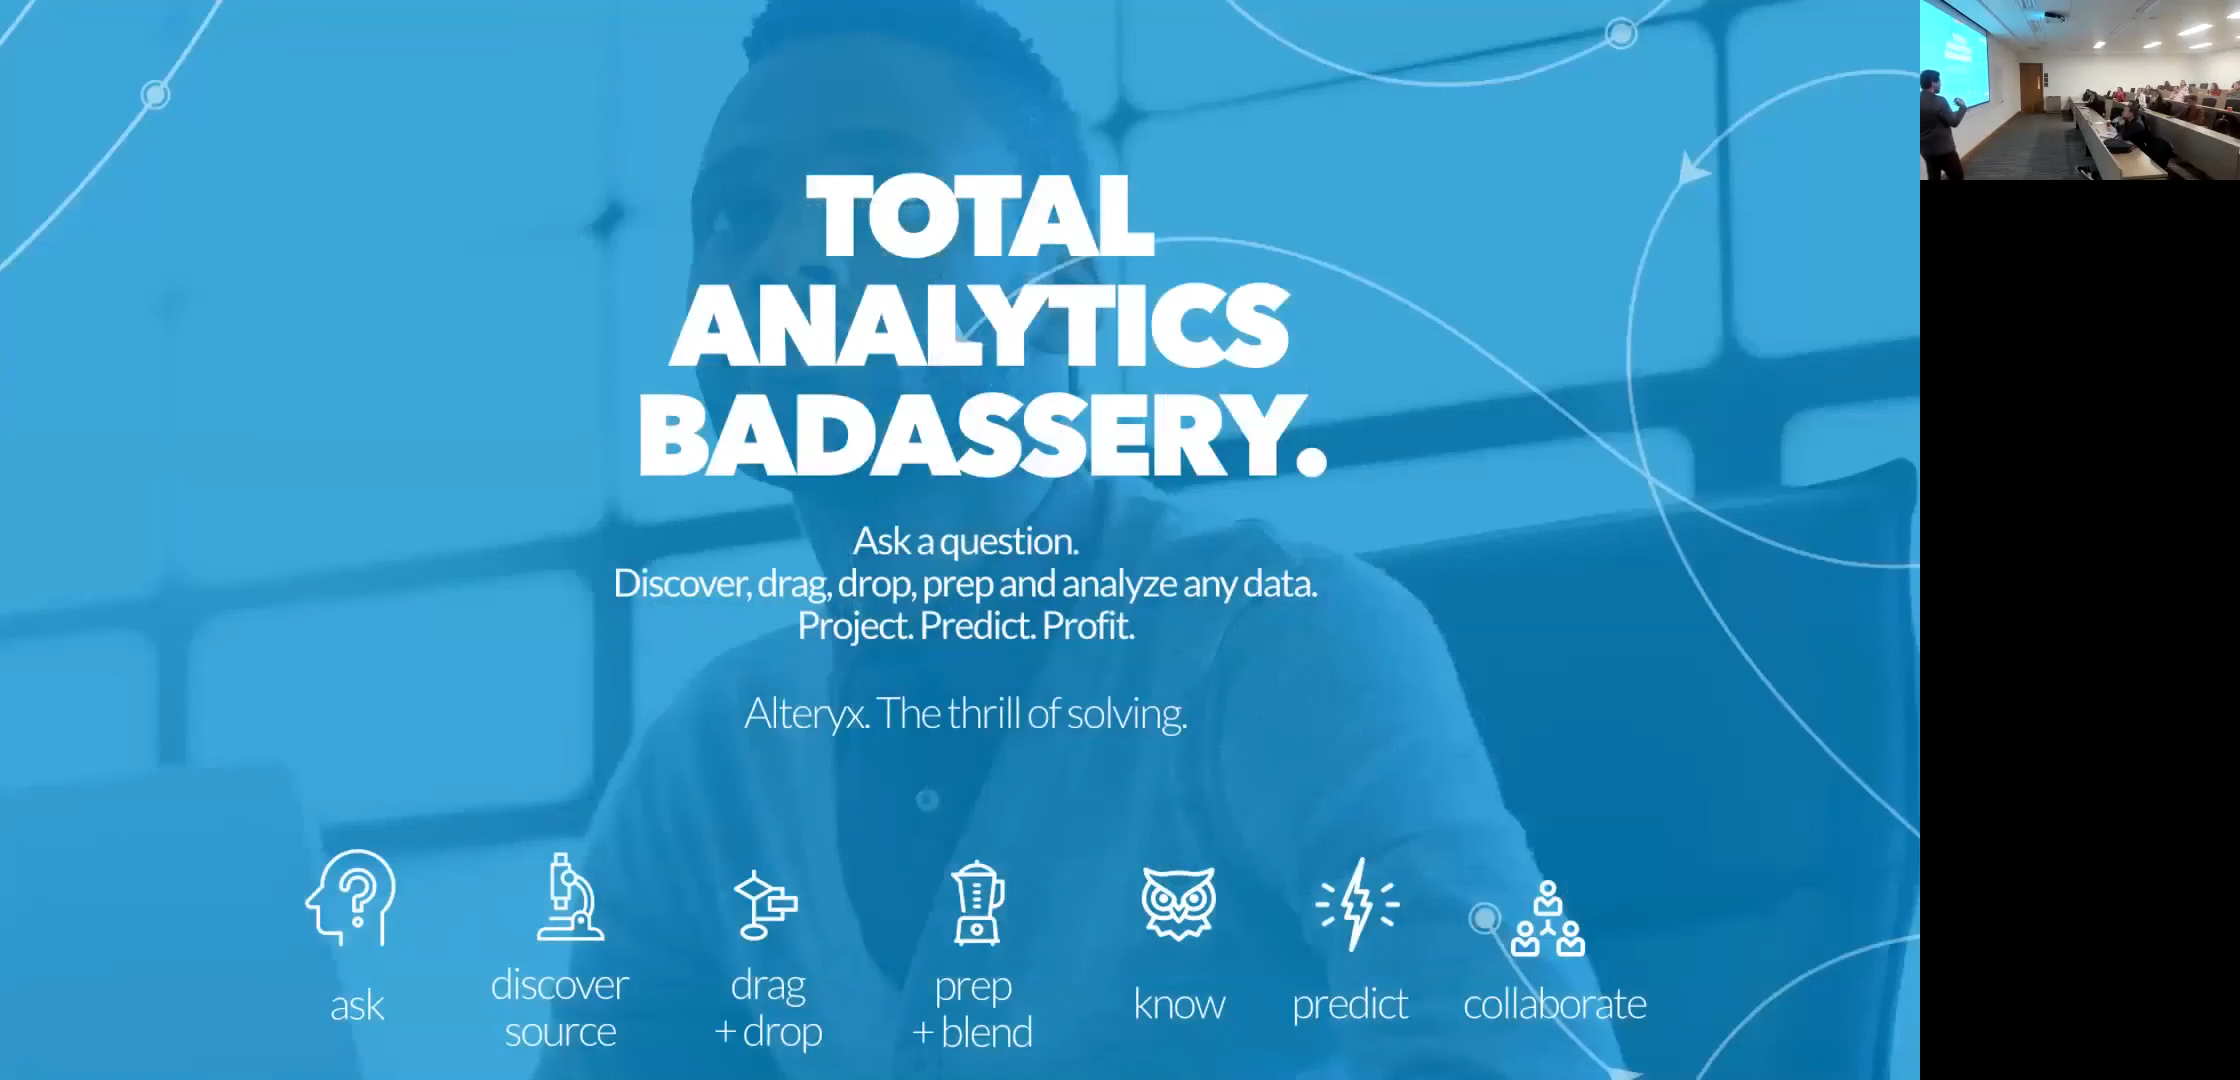 TOTAL
ANALYTICS
BADASSERY.
Ask a question.
Discover, drag, drop, prep and analyze any data.
Project. Predict. Profit.
Alteryx. The thrill of solving.
ask
discover
source
drag
+ drop
prep
+ blend
know
predict
collaborate